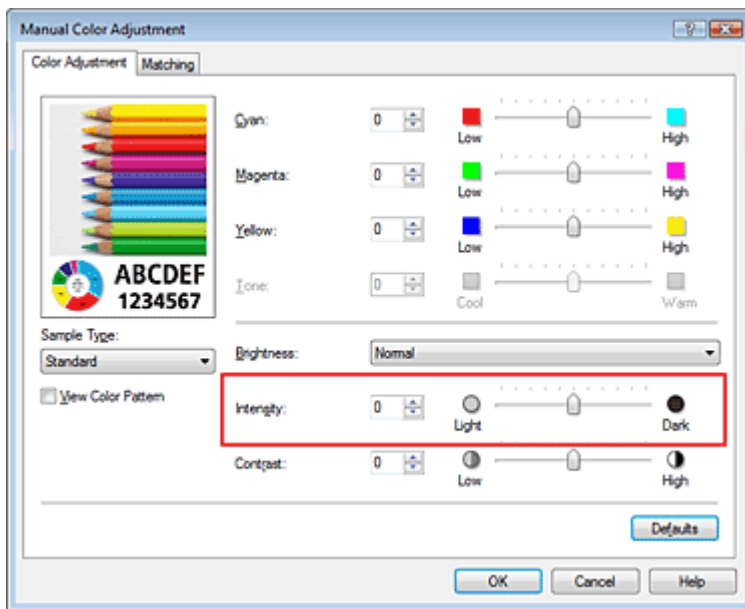 Manual Color Adjustment
Color Adjustment
Matching
ABCDEF
1234567
Sample Type:
Standard
View Color Pattern
Cyan: 0 Low High
Magenta: 0 Low High
Yellow: 0 Low High
Tone: 0 Cool Warm
Brightness: Normal
Intensity: 0 Light Dark
Contrast: 0 Low High
Defaults
OK Cancel Help